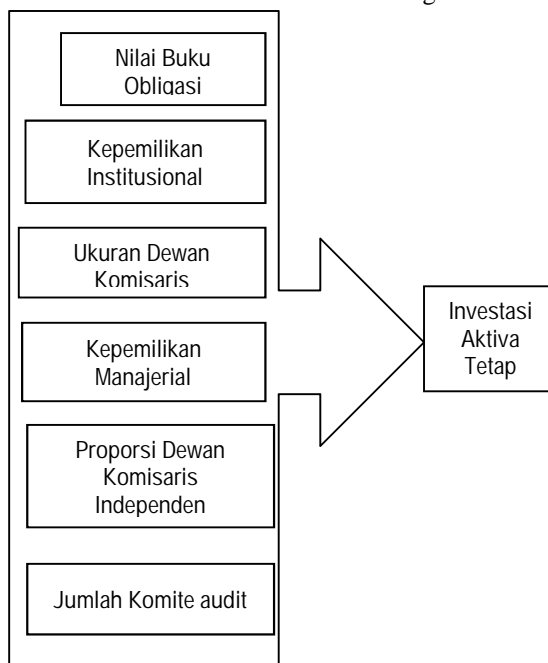 Nilai Buku
Obligasi
Kepemilikan
Institusional
Ukuran Dewan
Komisaris
Kepemilikan
Manajerial
Proporsi Dewan
Komisaris
Independen
Jumlah Komite audit
Investasi
Aktiva
Tetap